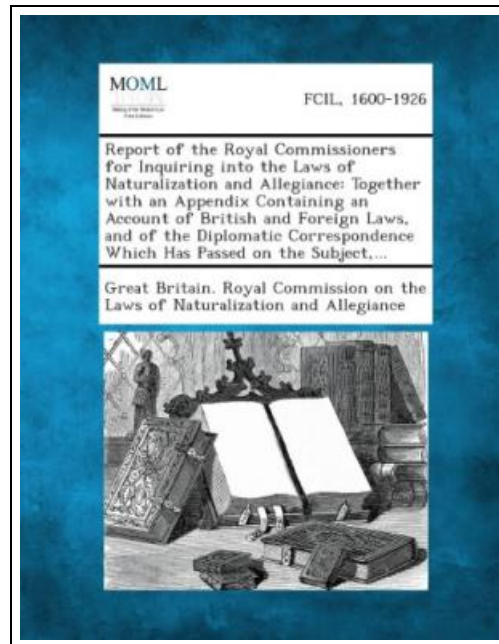 MOML
FCIL, 1600-1926
Report of the Royal Commissioners
for Inquiring into the Laws of
Naturalization and Allegiance: Together
with an Appendix Containing an
Account of British and Foreign Laws,
and of the Diplomatic Correspondence
Which Has Passed on the Subject,...
Great Britain. Royal Commission on the
Laws of Naturalization and Allegiance